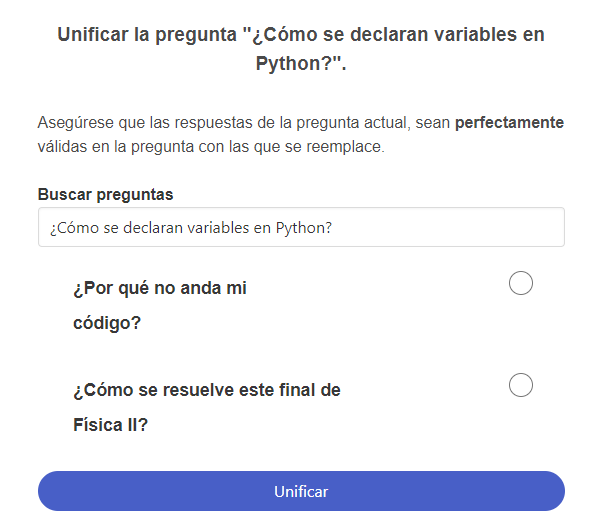 Unificar la pregunta "¿Cómo se declaran variables en
Python?".
Asegúrese que las respuestas de la pregunta actual, sean perfectamente
válidas en la pregunta con las que se reemplace.
Buscar preguntas
¿Cómo se declaran variables en Python?
¿Por qué no anda mi
código?
¿Cómo se resuelve este final de
Física II?
Unificar